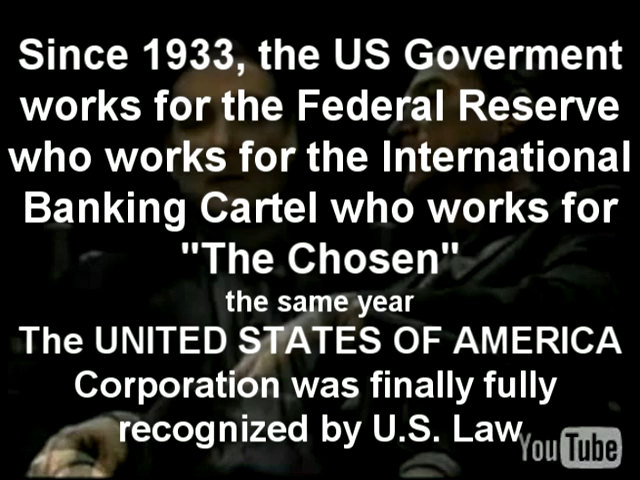 Since 1933, the US Goverment
works for the Federal Reserve
who works for the International
Banking Cartel who works for
"The Chosen"
the same year
The UNITED STATES OF AMERICA
Corporation was finally fully
recognized by U.S. Law
YouTube